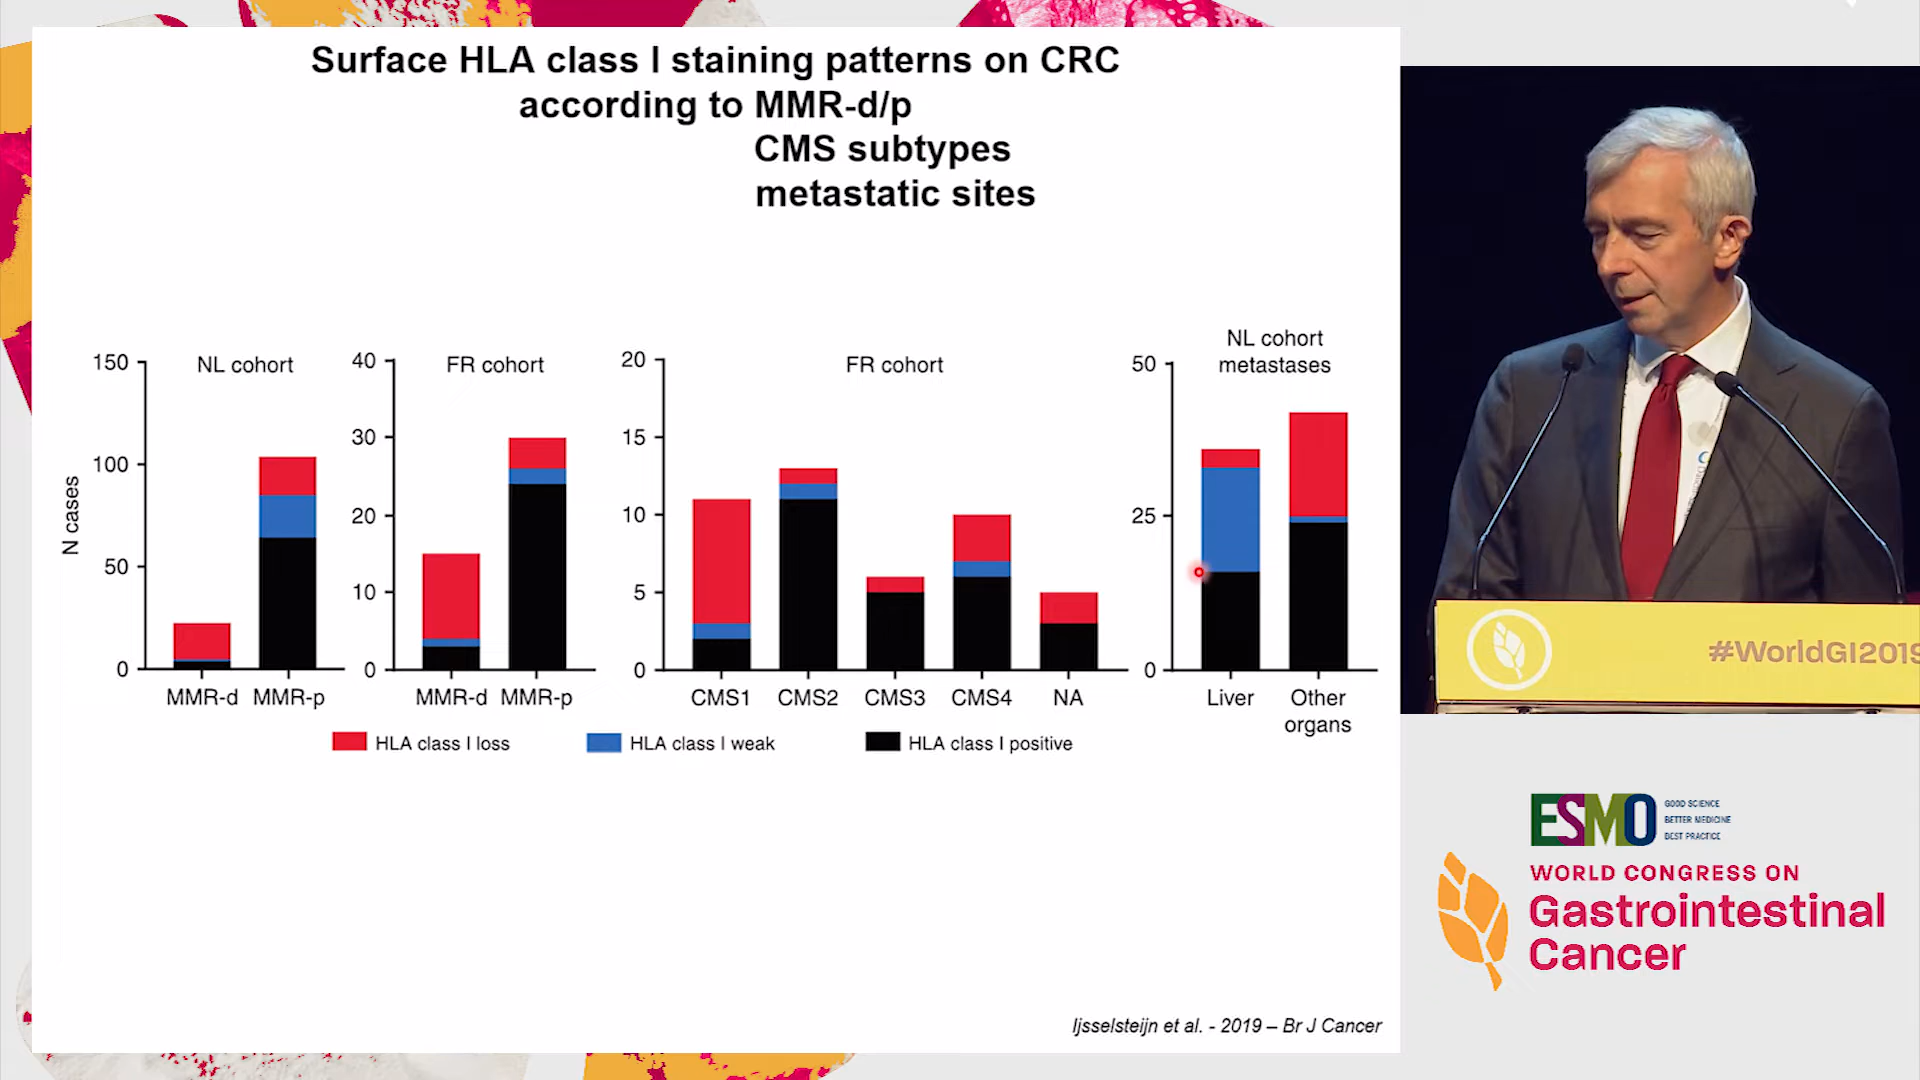 Surface HLA class I staining patterns on CRC
according to MMR-d/p
CMS subtypes
metastatic sites
N cases
150
100
50
0
NL cohort
MMR-d
MMR-p
40
30
20
10
0
FR cohort
MMR-d
MMR-p
20
15
10
5
0
FR cohort
CMS1
CMS2
CMS3
CMS4
NA
50
25
0
NL cohort
metastases
Liver
Other
organs
HLA class I loss
HLA class I weak
HLA class I positive
Ijsselsteijn et al. - 2019 – Br J Cancer
#WorldGI2019
ESMO
GOOD SCIENCE
BETTER MEDICINE
BEST PRACTICE
WORLD CONGRESS ON
Gastrointestinal
Cancer